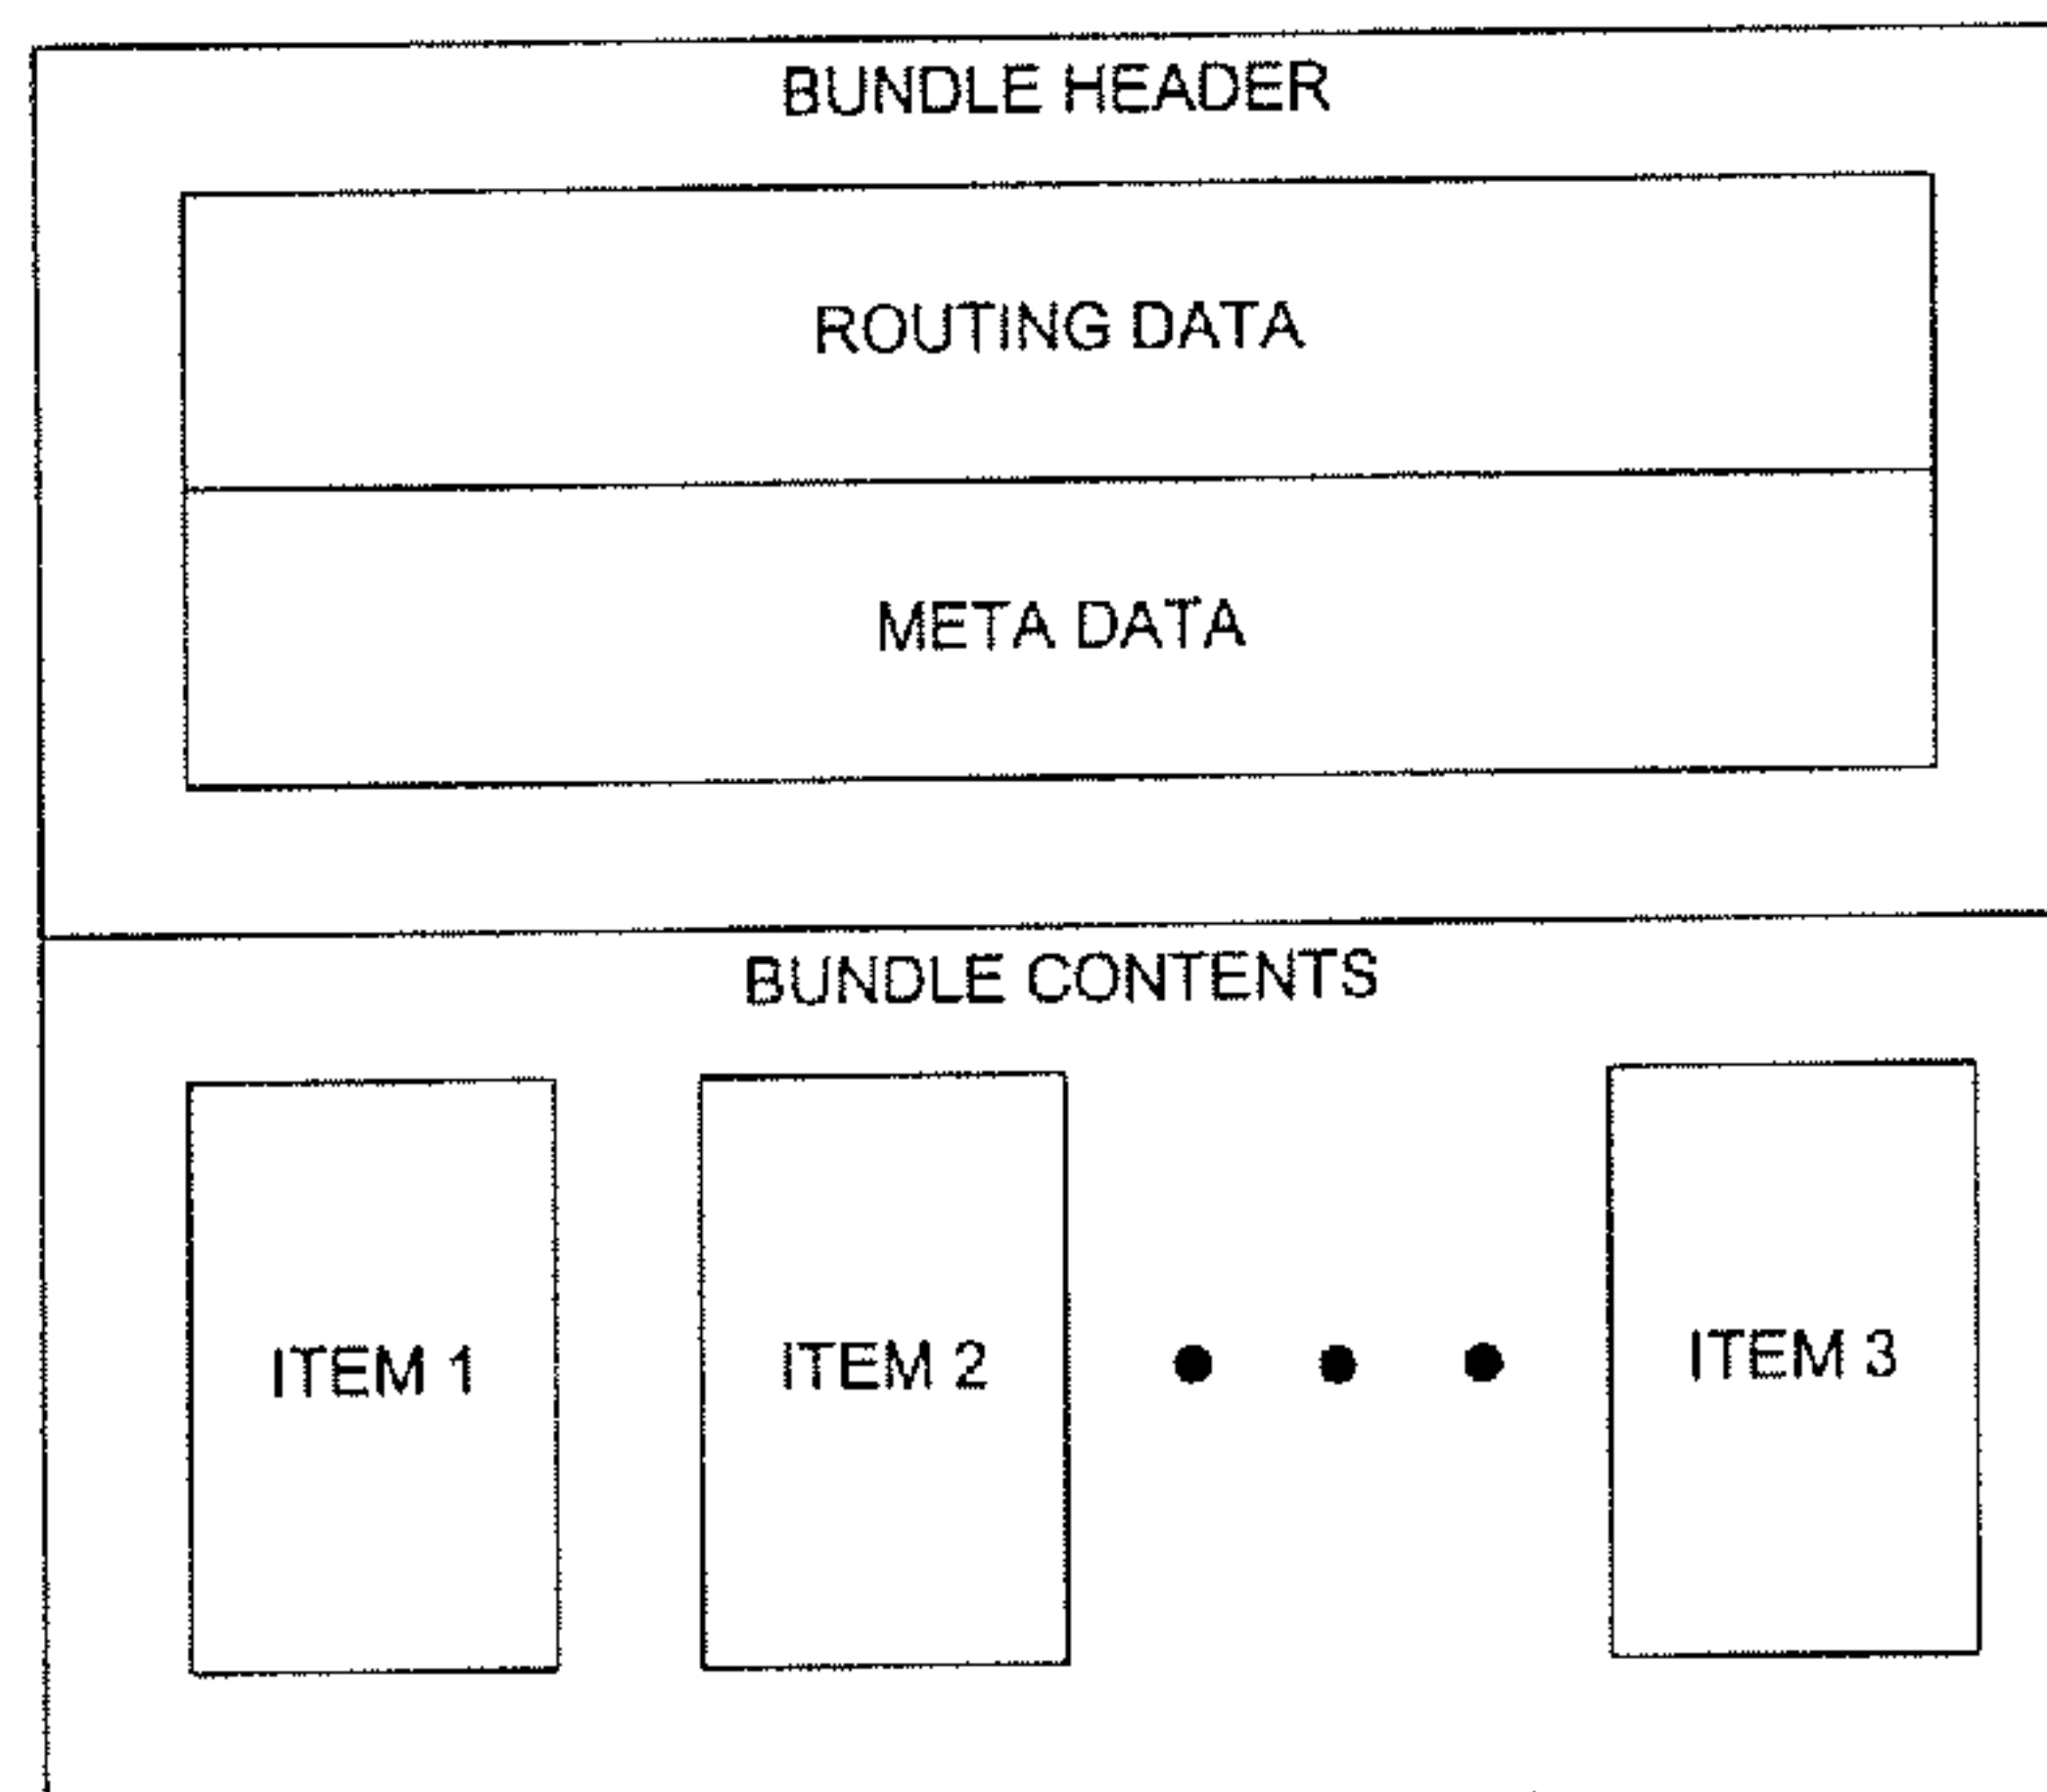 BUNDLE HEADER
ROUTING DATA
META DATA
BUNDLE CONTENTS
ITEM 1
ITEM 2
ITEM 3